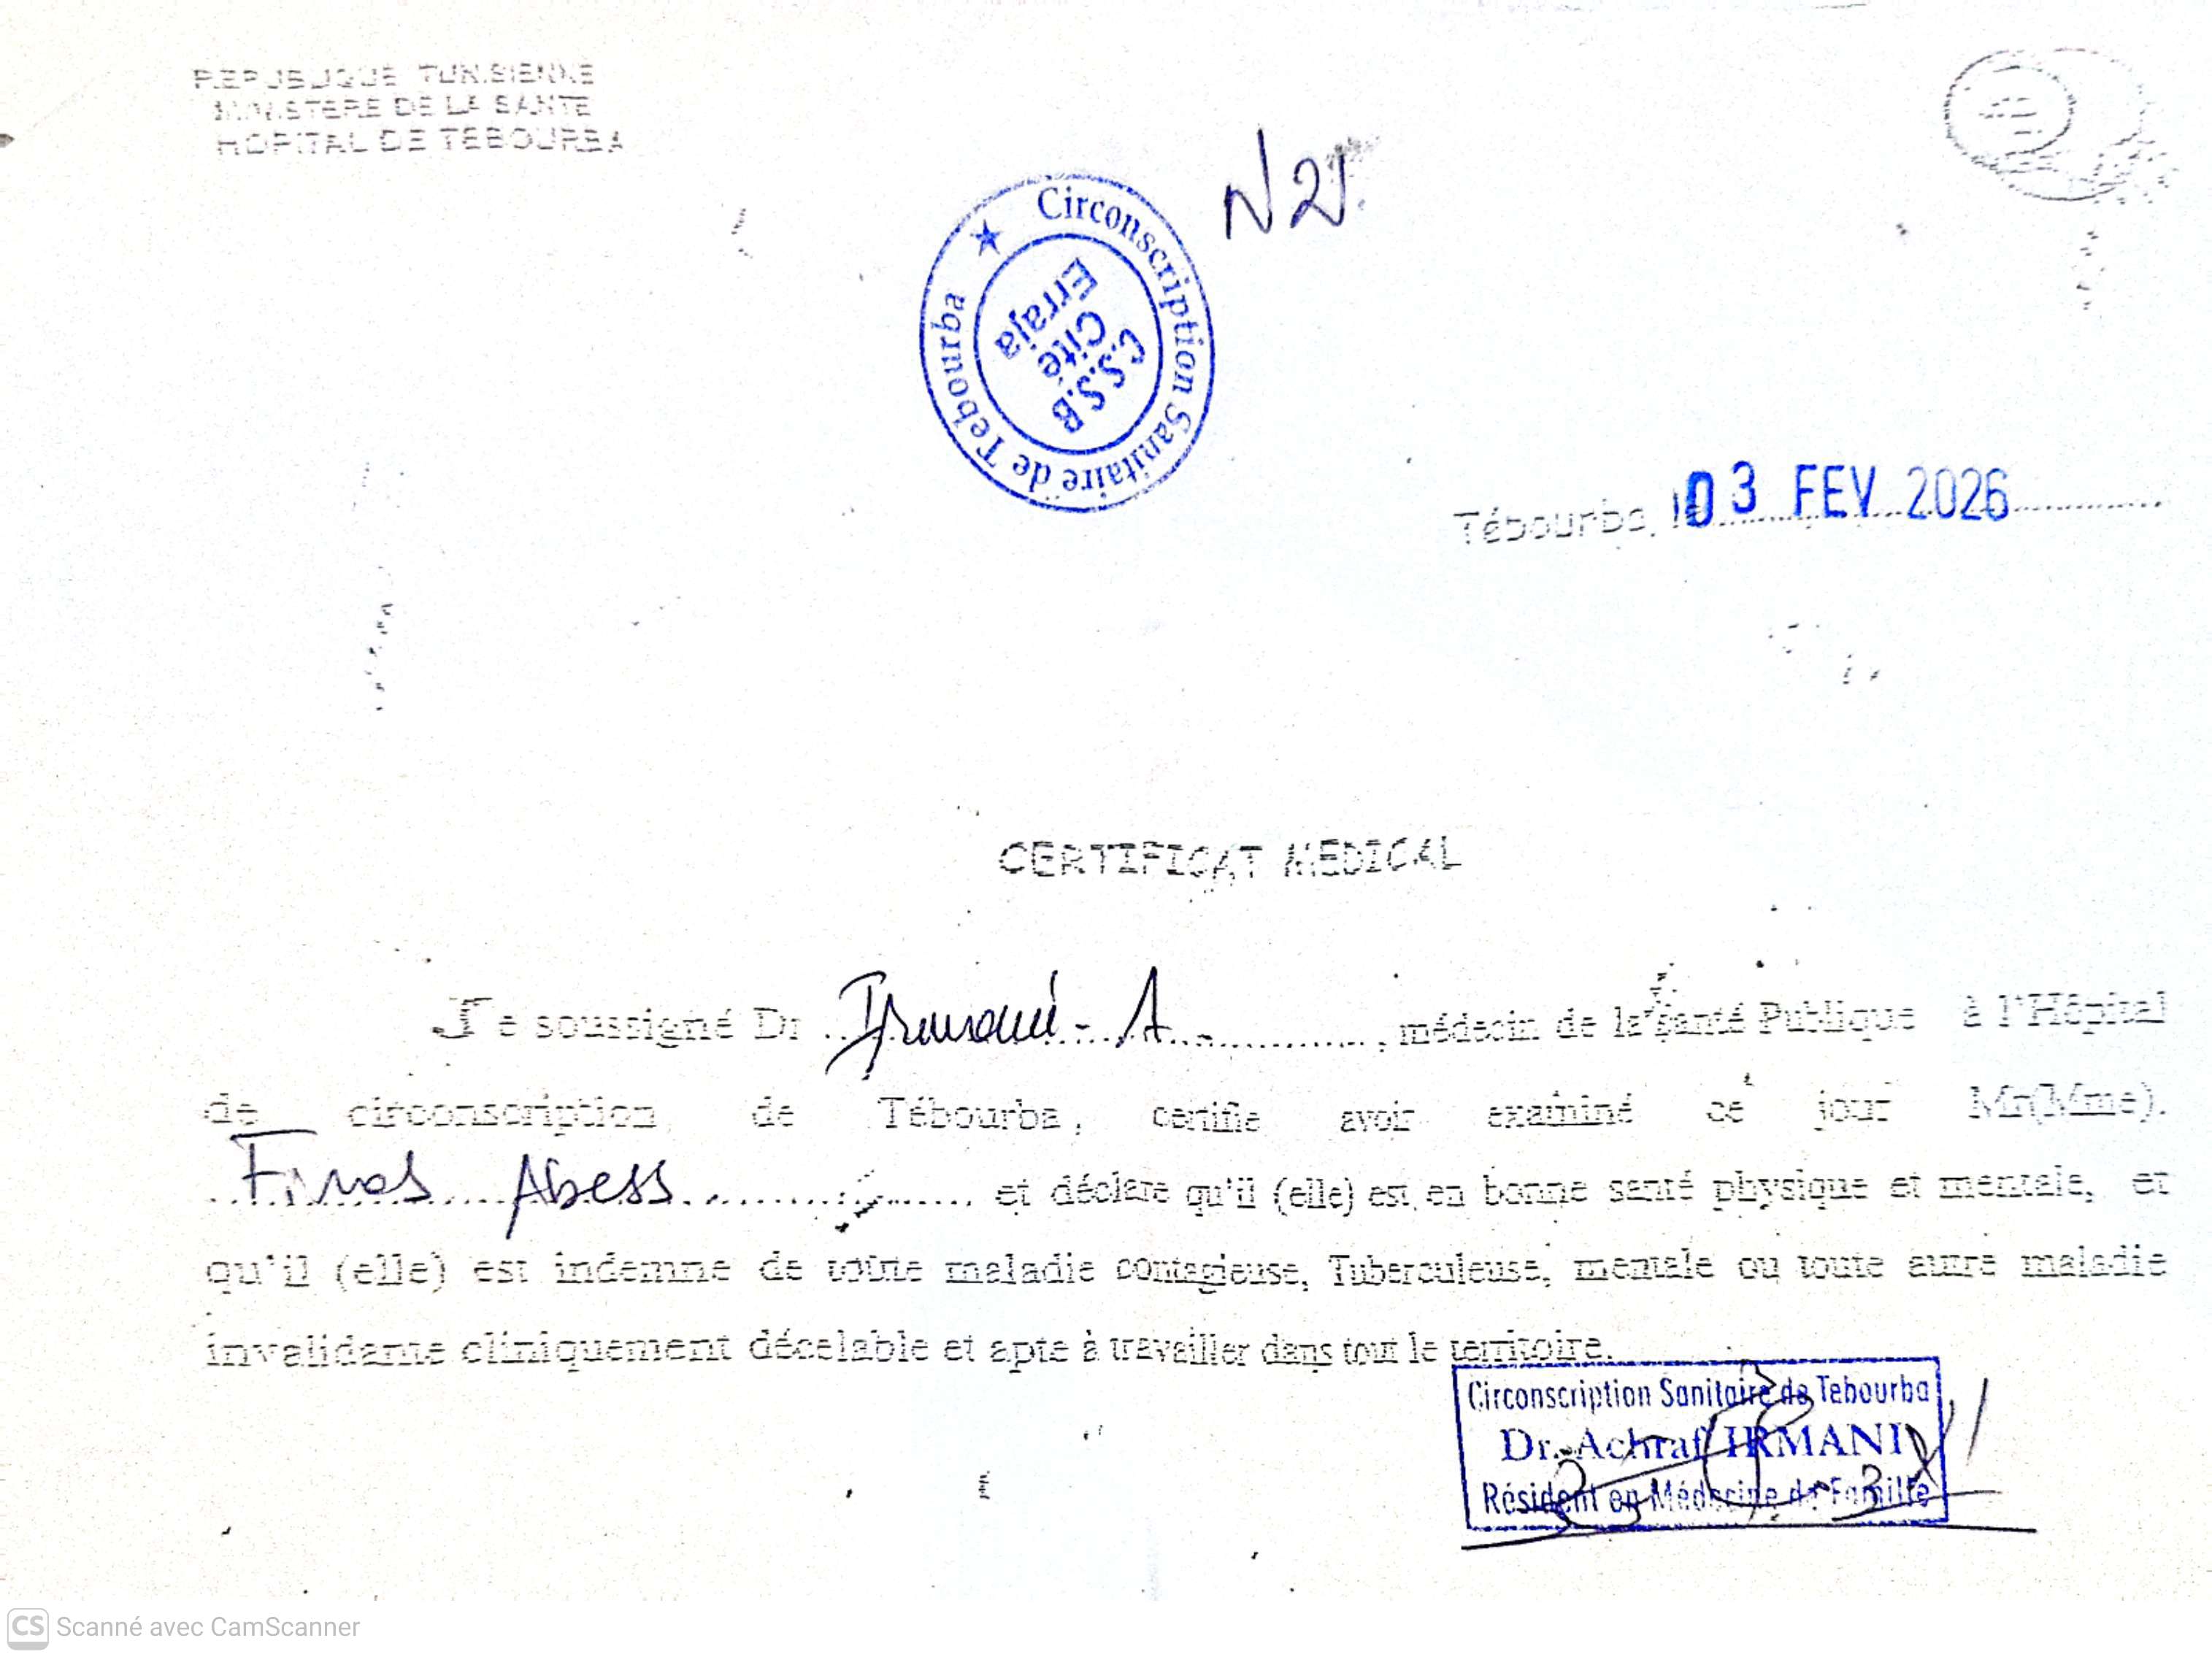 REPUBLIQUE TUNISIENNE
MINISTERE DE LA SANTE
HOPITAL DE TEBOURBA
Circonscription Sanitaire de Tebourba
C.S.S.B
Cite
Erraja
Tébourba, le 03 FEV. 2026
CERTIFICAT MEDICAL
Je soussigné Dr Irmani A, médecin de la santé Publique à l'Hôpital
de circonscription de Tébourba, certifie avoir examiné ce jour Mr(Mme).
Firas Abess et déclare qu'il (elle) est en bonne santé physique et mentale, et
qu'il (elle) est indemne de toute maladie contagieuse, Tuberculeuse, mentale ou toute autre maladie
invalidante cliniquement décelable et apte à travailler dans tout le territoire.
Circonscription Sanitaire de Tebourba
Dr. Achraf IRMANI
Résident en Médecine de Famille
CS Scanné avec CamScanner